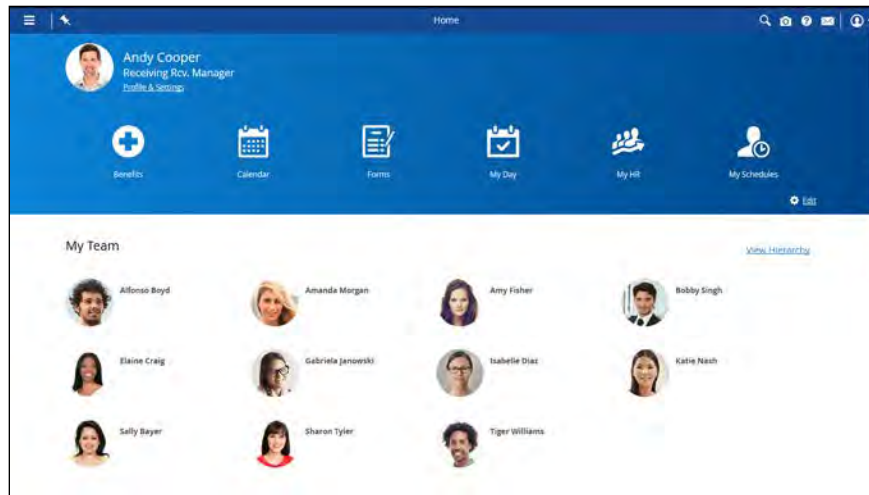 Home
Andy Cooper
Receiving Rcv. Manager
Profile & Settings
Benefits Calendar Forms My Day My HR My Schedules
Edit
My Team View Hierarchy
Alfonso Boyd Amanda Morgan Amy Fisher Bobby Singh
Elaine Craig Gabriela Janowski Isabelle Diaz Katie Nash
Sally Bayer Sharon Tyler Tiger Williams